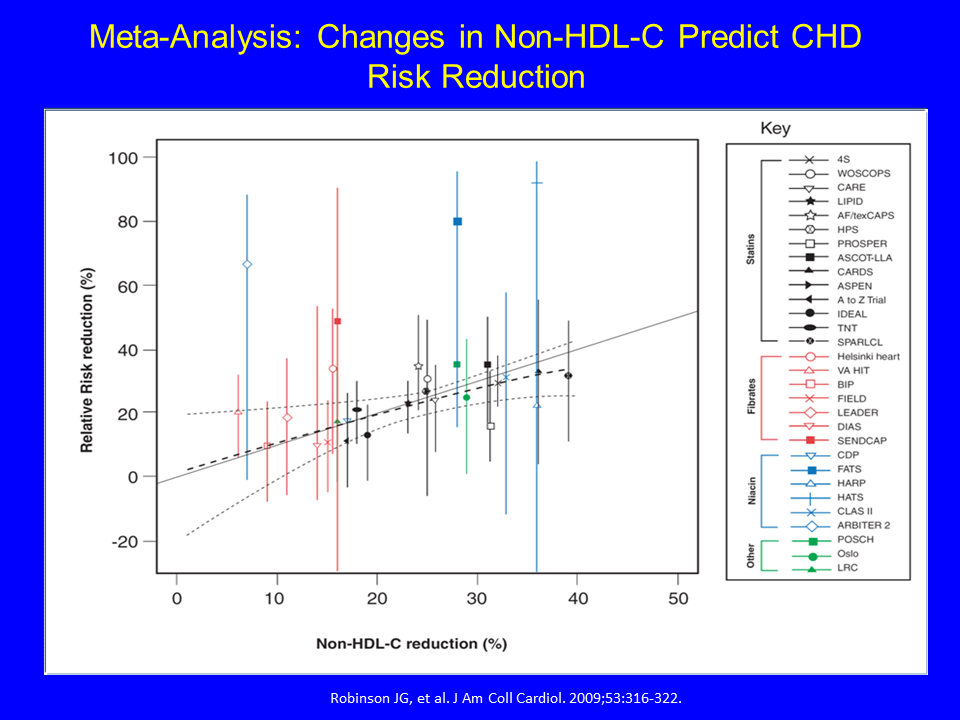 Meta-Analysis: Changes in Non-HDL-C Predict CHD
Risk Reduction
Key
100
80
60
40
20
0
-20
Relative Risk reduction (%)
0
10
20
30
40
50
Non-HDL-C reduction (%)
Statins
4S
WOSCOPS
CARE
LIPID
AF/texCAPS
HPS
PROSPER
ASCOT-LLA
CARDS
ASPEN
A to Z Trial
IDEAL
TNT
SPARLCL
Fibrates
Helsinki heart
VA HIT
BIP
FIELD
LEADER
DIAS
SENDCAP
Niacin
CDP
FATS
HARP
HATS
CLAS II
ARBITER 2
Other
POSCH
Oslo
LRC
Robinson JG, et al. J Am Coll Cardiol. 2009;53:316-322.